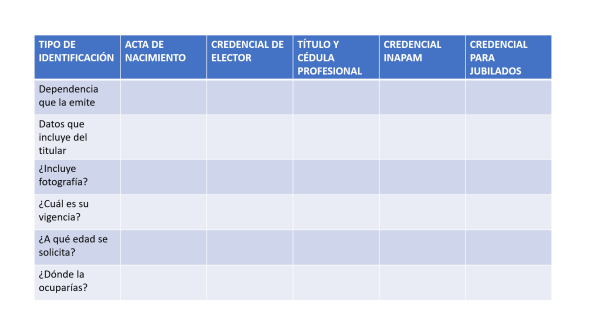 TIPO DE IDENTIFICACIÓN
ACTA DE NACIMIENTO
CREDENCIAL DE ELECTOR
TÍTULO Y CÉDULA PROFESIONAL
CREDENCIAL INAPAM
CREDENCIAL PARA JUBILADOS
Dependencia
que la emite
Datos que
incluye del
titular
¿Incluye
fotografía?
¿Cuál es su
vigencia?
¿A qué edad se
solicita?
¿Dónde la
ocuparías?